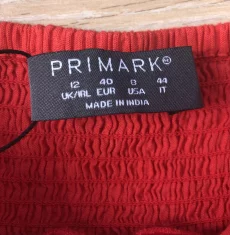 PRIMARK
12 40 8 44
UK/IRL EUR USA IT
MADE IN INDIA